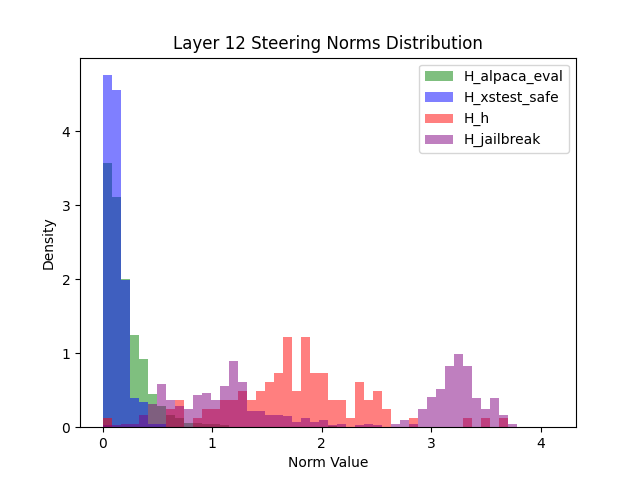 Layer 12 Steering Norms Distribution
H_alpaca_eval
H_xstest_safe
H_h
H_jailbreak
4
3
2
1
0
Density
0 1 2 3 4
Norm Value